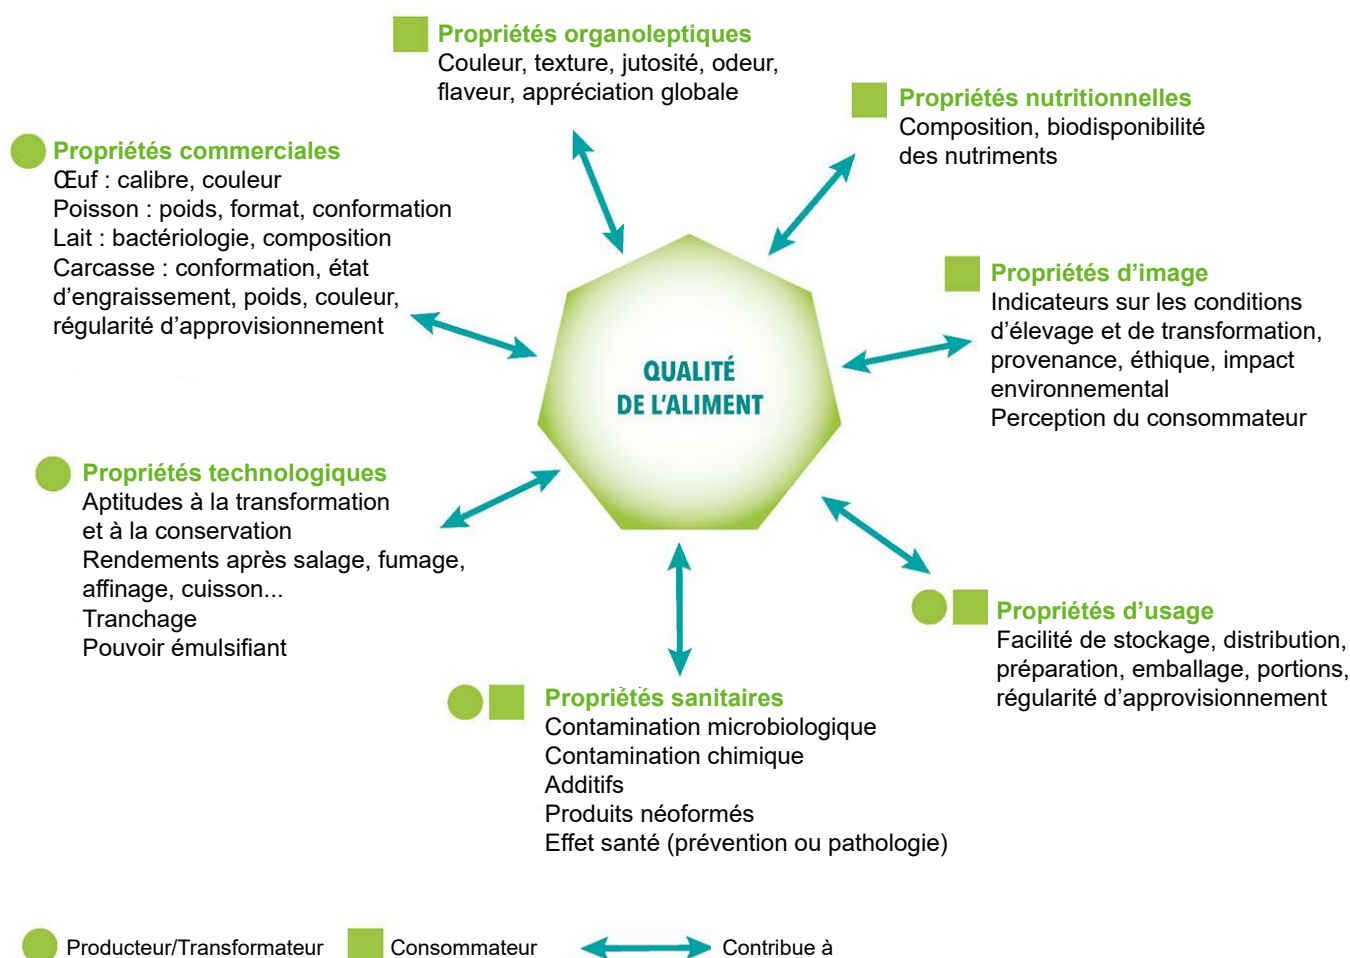 Propriétés organoleptiques
Couleur, texture, jutosité, odeur,
flaveur, appréciation globale
Propriétés nutritionnelles
Composition, biodisponibilité
des nutriments
Propriétés commerciales
Œuf : calibre, couleur
Poisson : poids, format, conformation
Lait : bactériologie, composition
Carcasse : conformation, état
d’engraissement, poids, couleur,
régularité d’approvisionnement
Propriétés d’image
Indicateurs sur les conditions
d’élevage et de transformation,
provenance, éthique, impact
environnemental
Perception du consommateur
QUALITÉ
DE L’ALIMENT
Propriétés technologiques
Aptitudes à la transformation
et à la conservation
Rendements après salage, fumage,
affinage, cuisson...
Tranchage
Pouvoir émulsifiant
Propriétés d’usage
Facilité de stockage, distribution,
préparation, emballage, portions,
régularité d’approvisionnement
Propriétés sanitaires
Contamination microbiologique
Contamination chimique
Additifs
Produits néoformés
Effet santé (prévention ou pathologie)
Producteur/Transformateur
Consommateur
Contribue à